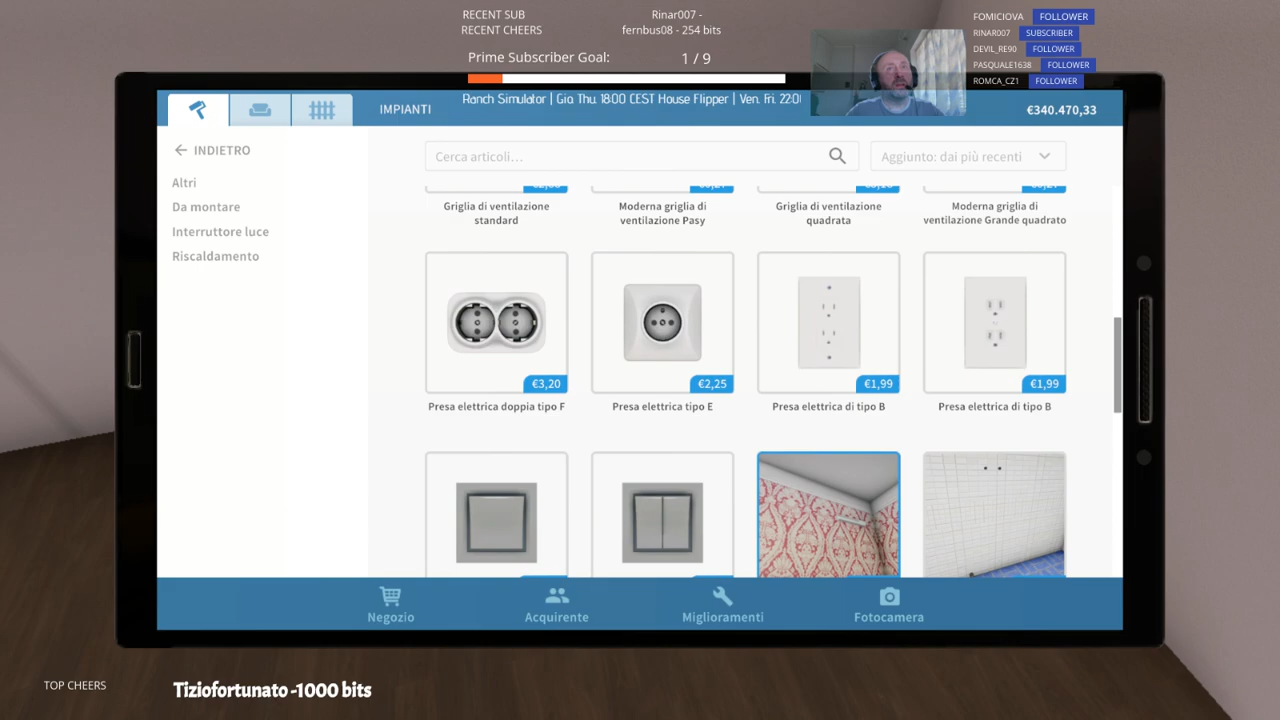 RECENT SUB
Rinar007 -
RECENT CHEERS
fernbus08 - 254 bits
Prime Subscriber Goal:
1 / 9
FOMICIOVA FOLLOWER
RINAR007 SUBSCRIBER
DEVIL_RE90 FOLLOWER
PASQUALE1638 FOLLOWER
ROMCA_CZ1 FOLLOWER
IMPIANTI
Ranch Simulator | Gio. Thu. 18:00 CEST House Flipper | Ven. Fri. 22:0
€340.470,33
INDIETRO
Altri
Da montare
Interruttore luce
Riscaldamento
Cerca articoli...
Aggiunto: dai più recenti
Griglia di ventilazione
standard
Moderna griglia di
ventilazione Pasy
Griglia di ventilazione
quadrata
Moderna griglia di
ventilazione Grande quadrato
€3,20
€2,25
€1,99
€1,99
Presa elettrica doppia tipo F
Presa elettrica tipo E
Presa elettrica di tipo B
Presa elettrica di tipo B
Negozio
Acquirente
Miglioramenti
Fotocamera
TOP CHEERS
Tiziofortunato -1000 bits